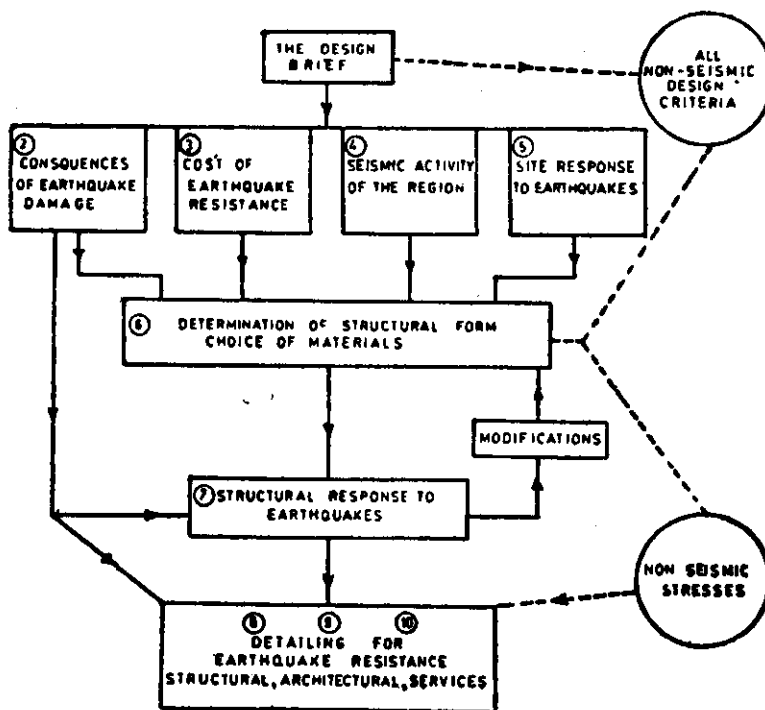 THE DESIGN
BRIEF
ALL
NON-SEISMIC
DESIGN
CRITERIA
②
CONSQUENCES
OF EARTHQUAKE
DAMAGE
③
COST OF
EARTHQUAKE
RESISTANCE
④
SEISMIC ACTIVITY
OF THE REGION
⑤
SITE RESPONSE
TO EARTHQUAKES
⑥ DETERMINATION OF STRUCTURAL FORM
CHOICE OF MATERIALS
MODIFICATIONS
⑦ STRUCTURAL RESPONSE TO
EARTHQUAKES
NON SEISMIC
STRESSES
⑧ ⑨ ⑩
DETAILING FOR
EARTHQUAKE RESISTANCE
STRUCTURAL, ARCHITECTURAL, SERVICES